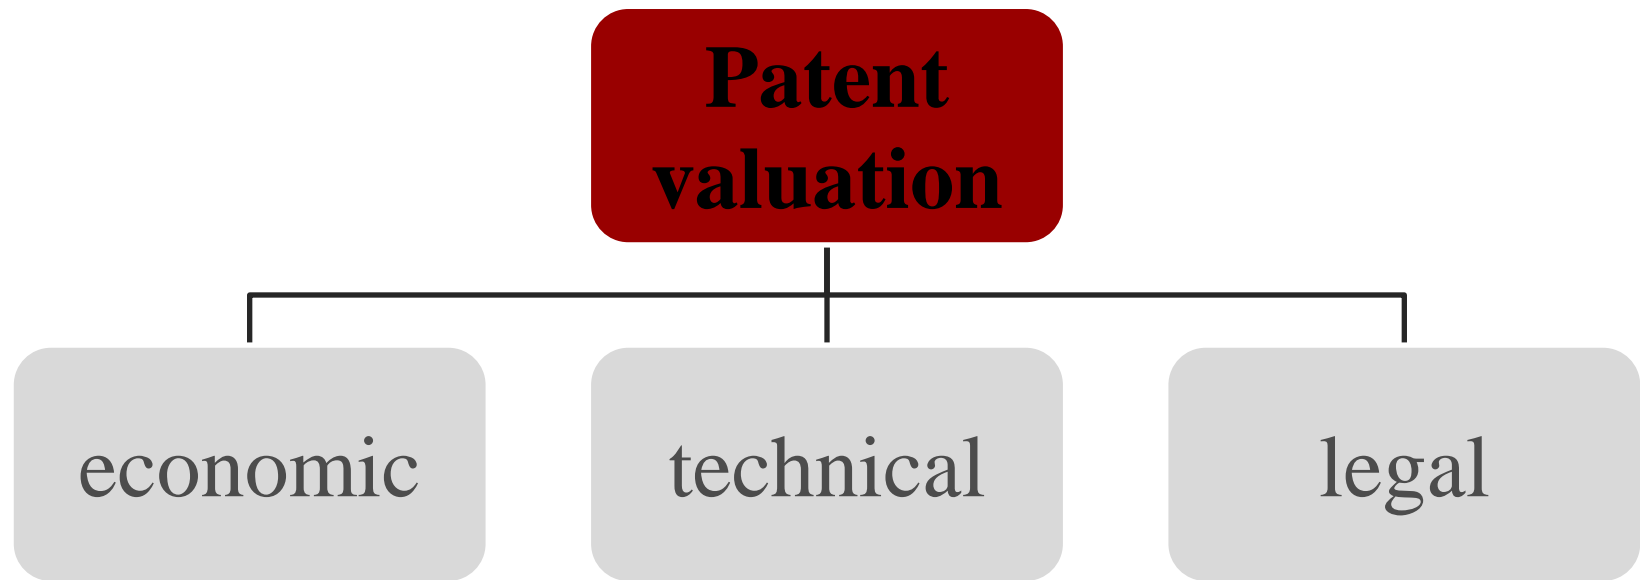 Patent
valuation
economic
technical
legal